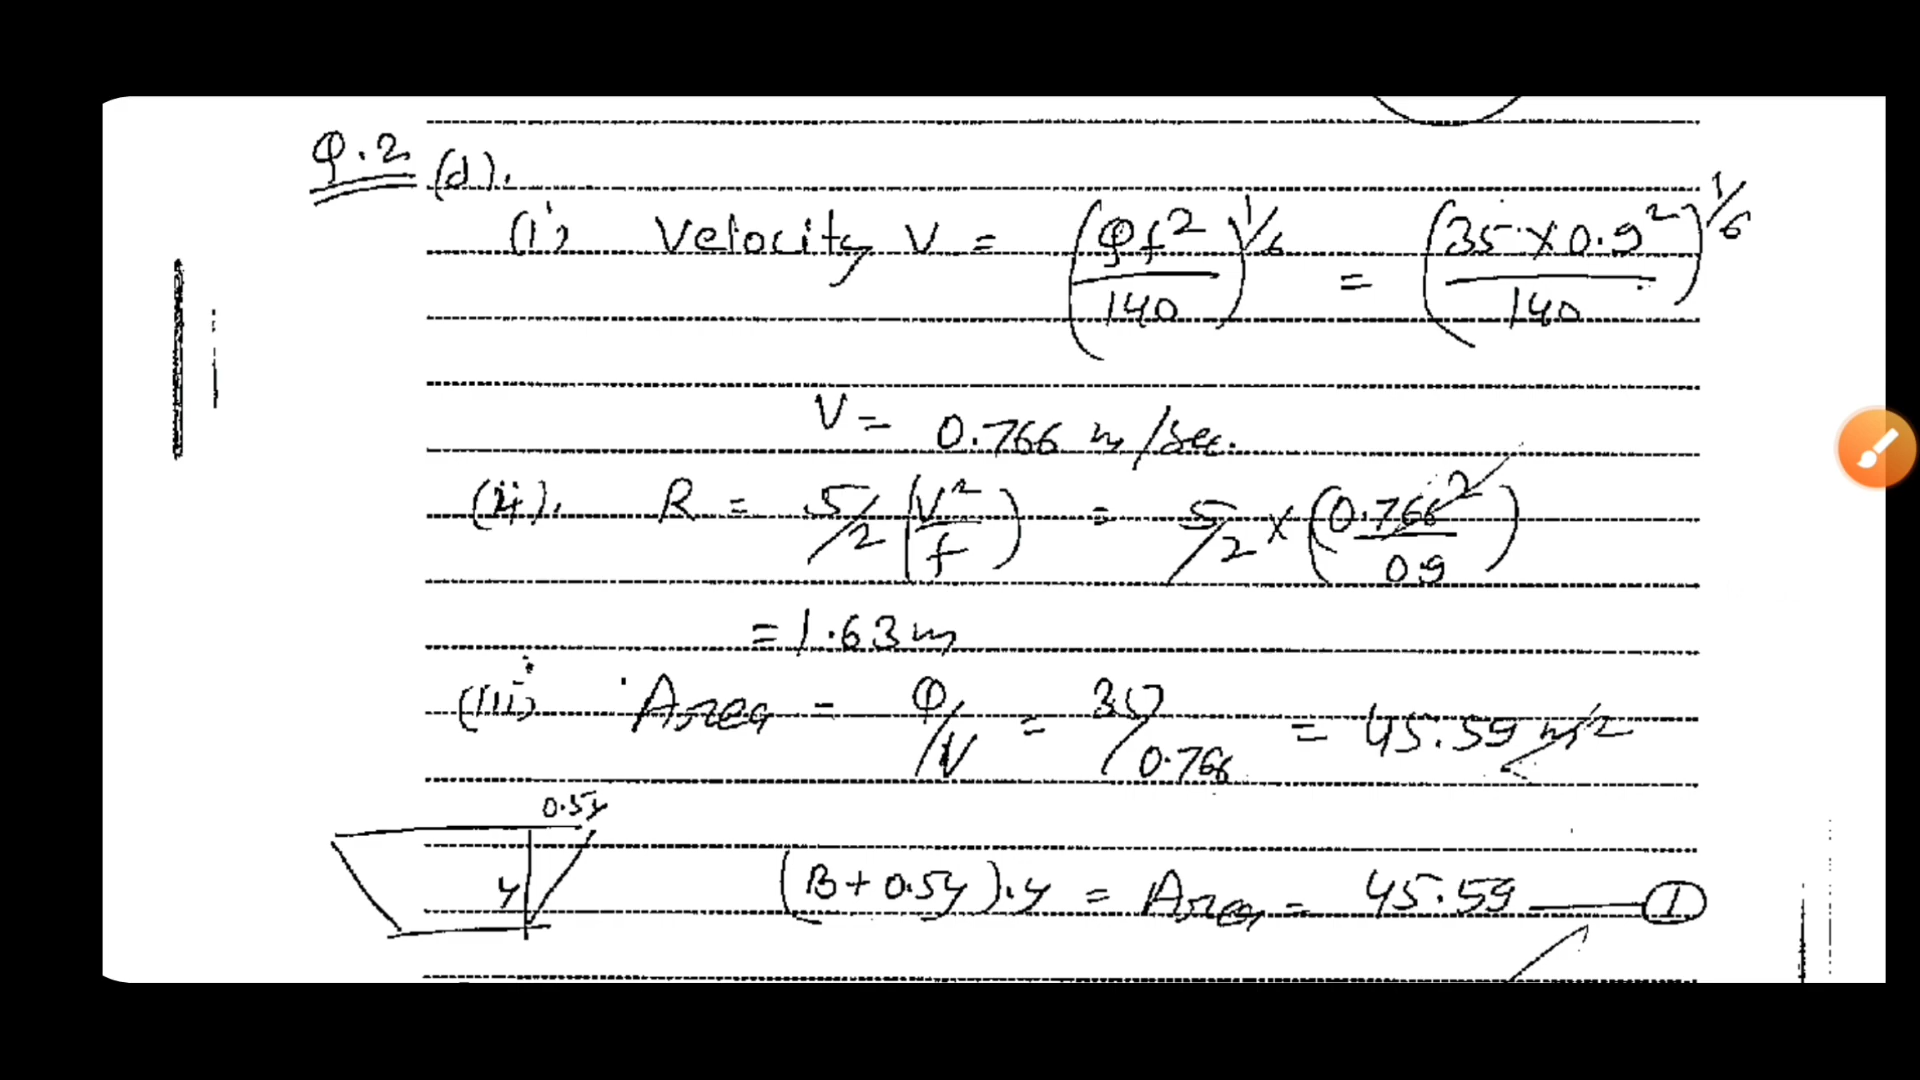 Q.2 (d).
(i) Velocity V = (Qf²/140)^1/6 = (35 × 0.9²/140)^1/6
V = 0.766 m/sec.
(ii). R = 5/2 (V²/f) = 5/2 × (0.766²/0.9)
= 1.63 m
(iii) Area = Q/V = 35/0.766 = 45.59 m²
0.5y
y
(B + 0.5y).y = Area = 45.59 — (1)